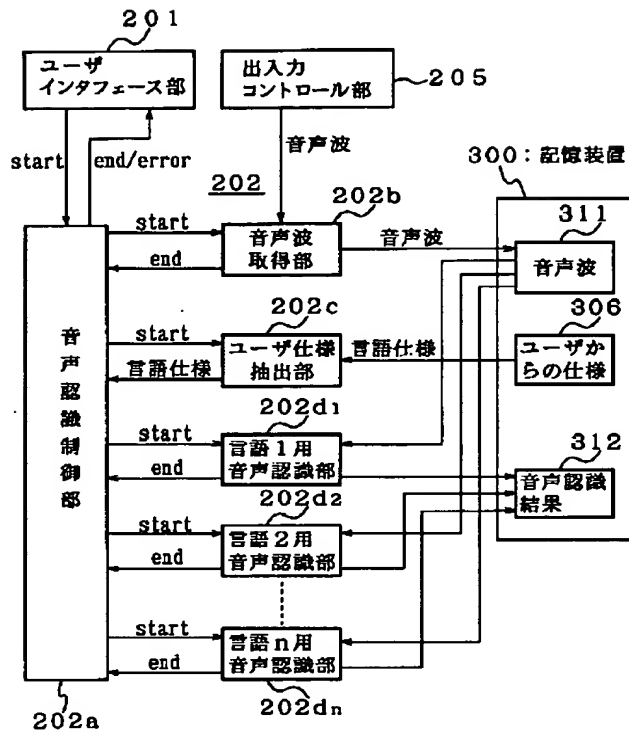 201
ユーザ
インタフェース部
出入力
コントロール部
205
start
end/error
音声波
202
300:記憶装置
202b
start
音声波
取得部
音声波
end
311
音声波
202c
start
ユーザ仕様
抽出部
言語仕様
言語仕様
306
ユーザか
らの仕様
音声認識制御部
202d1
start
言語1用
音声認識部
end
312
音声認識
結果
202d2
start
言語2用
音声認識部
end
start
言語n用
音声認識部
end
202a
202dn